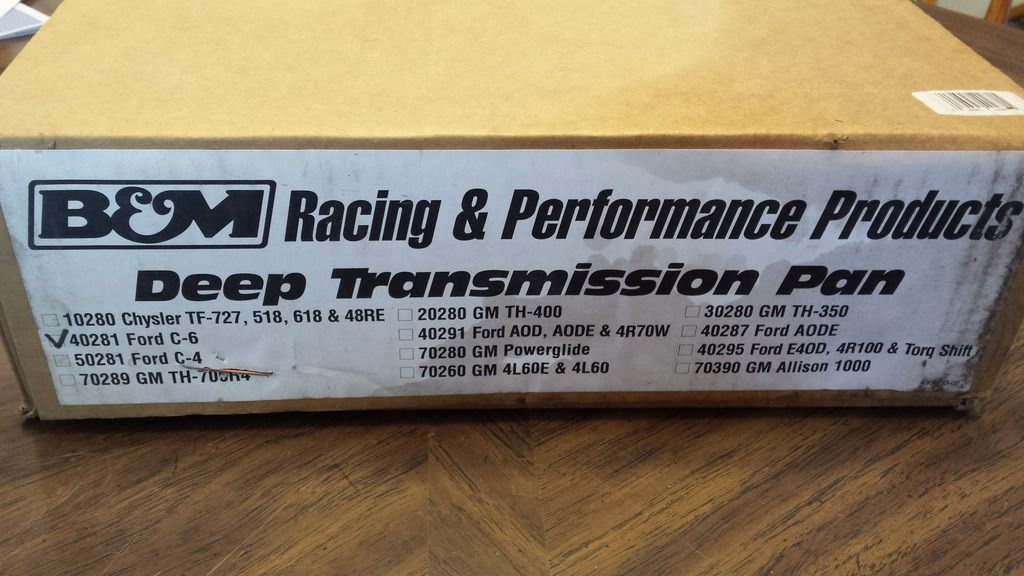 B&M Racing & Performance Products
Deep Transmission Pan
10280 Chysler TF-727, 518, 618 & 48RE
40281 Ford C-6
50281 Ford C-4
70289 GM TH-700R4
20280 GM TH-400
40291 Ford AOD, AODE & 4R70W
70280 GM Powerglide
70260 GM 4L60E & 4L60
30280 GM TH-350
40287 Ford AODE
40295 Ford E4OD, 4R100 & Torq Shift
70390 GM Allison 1000